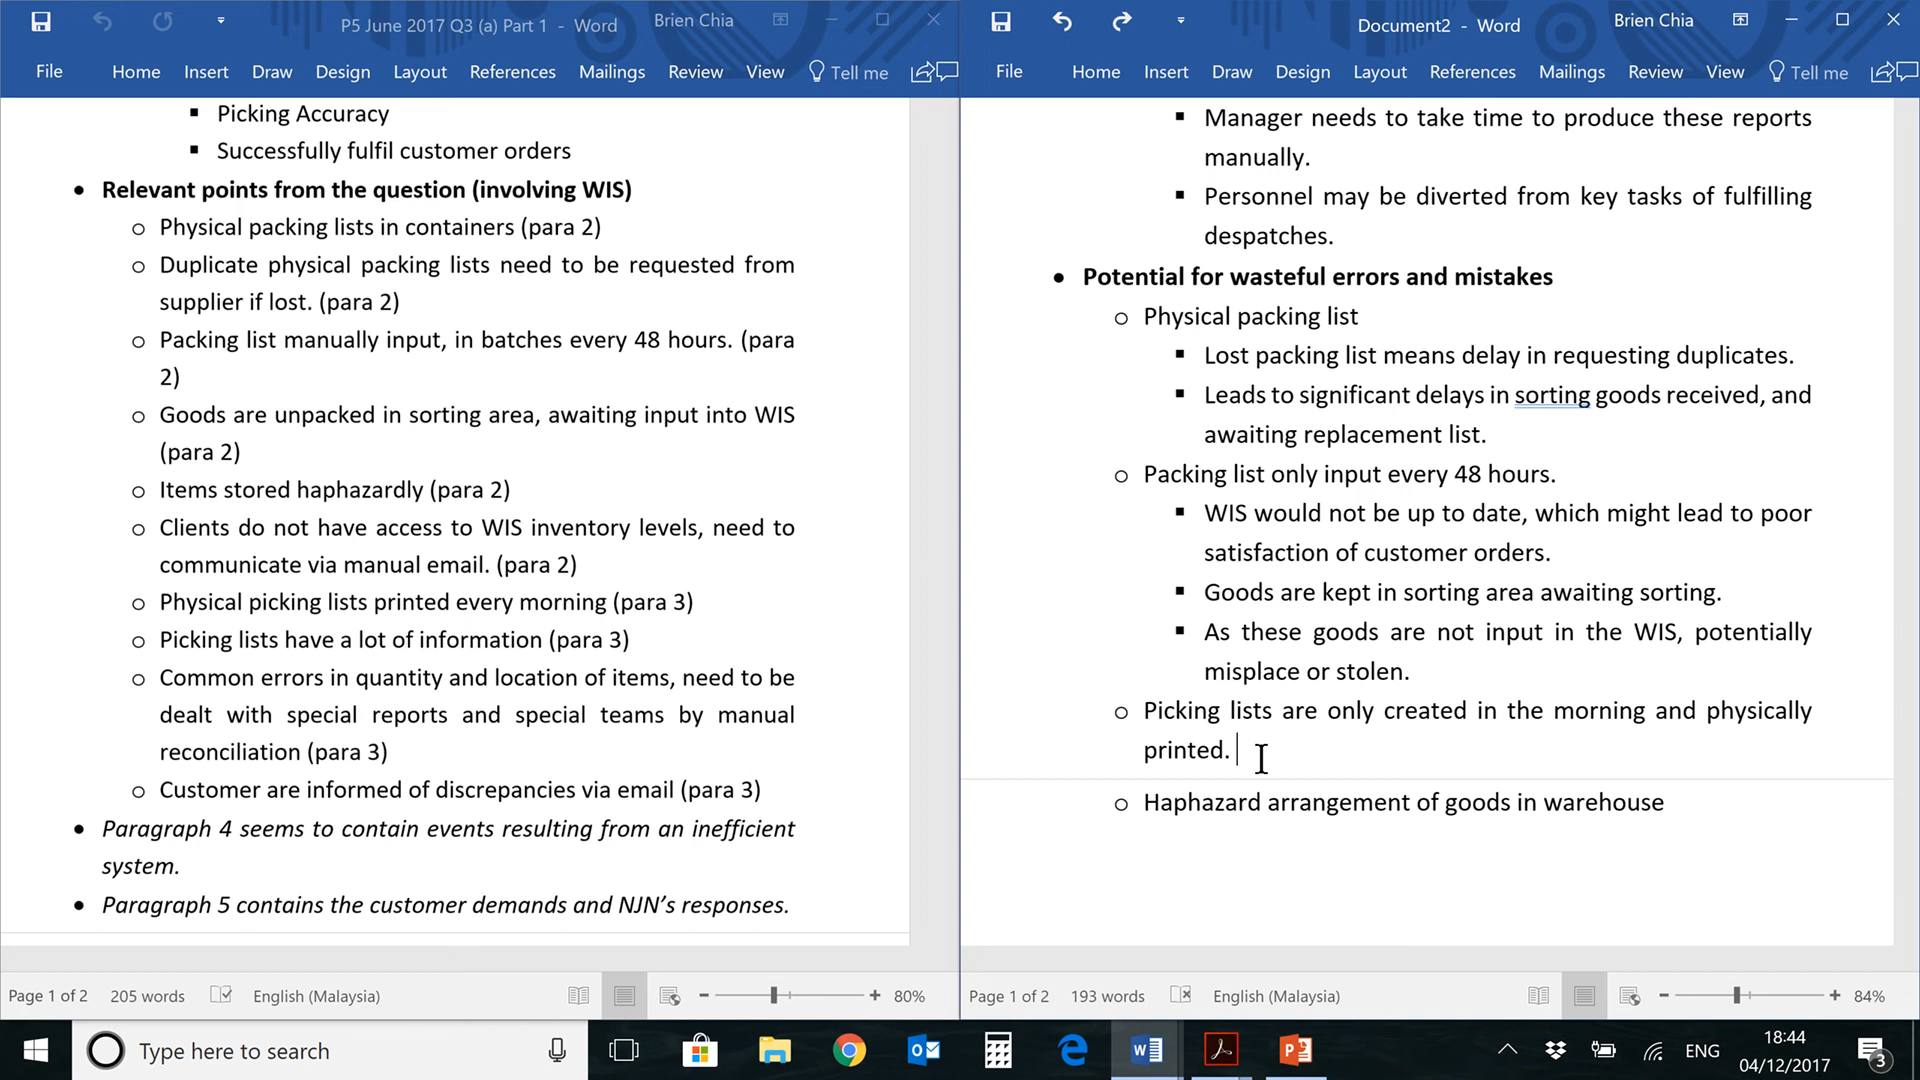 P5 June 2017 Q3 (a) Part 1 - Word
Brien Chia
File Home Insert Draw Design Layout References Mailings Review View Tell me
Picking Accuracy
Successfully fulfil customer orders
Relevant points from the question (involving WIS)
Physical packing lists in containers (para 2)
Duplicate physical packing lists need to be requested from
supplier if lost. (para 2)
Packing list manually input, in batches every 48 hours. (para
2)
Goods are unpacked in sorting area, awaiting input into WIS
(para 2)
Items stored haphazardly (para 2)
Clients do not have access to WIS inventory levels, need to
communicate via manual email. (para 2)
Physical picking lists printed every morning (para 3)
Picking lists have a lot of information (para 3)
Common errors in quantity and location of items, need to be
dealt with special reports and special teams by manual
reconciliation (para 3)
Customer are informed of discrepancies via email (para 3)
Paragraph 4 seems to contain events resulting from an inefficient
system.
Paragraph 5 contains the customer demands and NJN's responses.
Page 1 of 2 205 words English (Malaysia) 80%
Document2 - Word
Brien Chia
File Home Insert Draw Design Layout References Mailings Review View Tell me
Manager needs to take time to produce these reports
manually.
Personnel may be diverted from key tasks of fulfilling
despatches.
Potential for wasteful errors and mistakes
Physical packing list
Lost packing list means delay in requesting duplicates.
Leads to significant delays in sorting goods received, and
awaiting replacement list.
Packing list only input every 48 hours.
WIS would not be up to date, which might lead to poor
satisfaction of customer orders.
Goods are kept in sorting area awaiting sorting.
As these goods are not input in the WIS, potentially
misplace or stolen.
Picking lists are only created in the morning and physically
printed.
Haphazard arrangement of goods in warehouse
Page 1 of 2 193 words English (Malaysia) 84%
Type here to search
ENG
18:44
04/12/2017
3